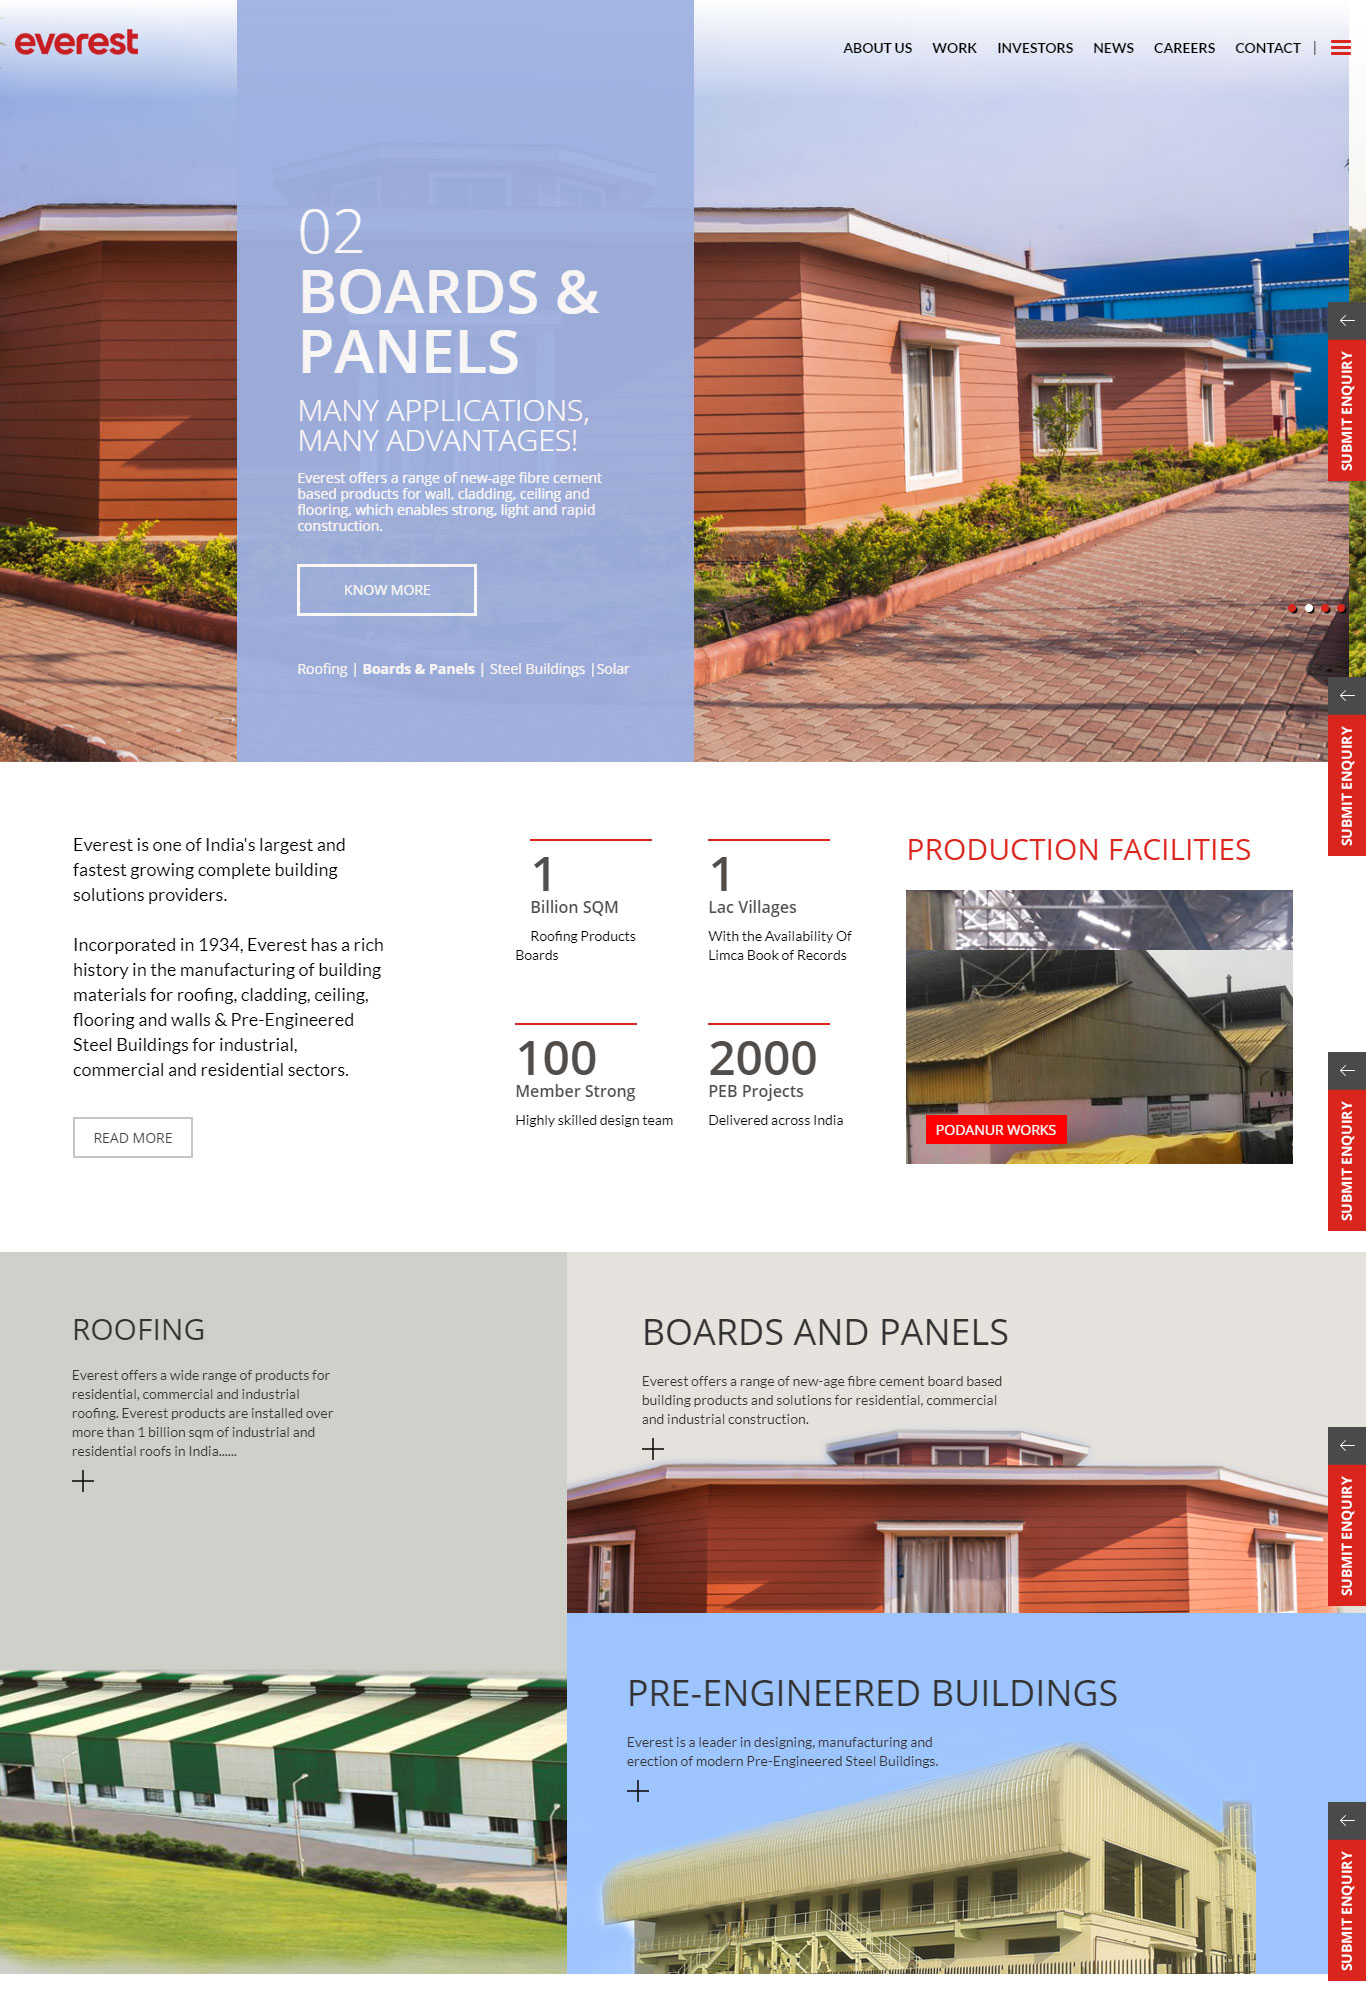 everest
ABOUT US WORK INVESTORS NEWS CAREERS CONTACT |
02
BOARDS &
PANELS
MANY APPLICATIONS,
MANY ADVANTAGES!
Everest offers a range of new-age fibre cement
based products for wall, cladding, ceiling and
flooring, which enables strong, light and rapid
construction.
KNOW MORE
Roofing | Boards & Panels | Steel Buildings |Solar
3
SUBMIT ENQUIRY
SUBMIT ENQUIRY
Everest is one of India's largest and
fastest growing complete building
solutions providers.
Incorporated in 1934, Everest has a rich
history in the manufacturing of building
materials for roofing, cladding, ceiling,
flooring and walls & Pre-Engineered
Steel Buildings for industrial,
commercial and residential sectors.
READ MORE
1
Billion SQM
Roofing Products
Boards
1
Lac Villages
With the Availability Of
Limca Book of Records
100
Member Strong
Highly skilled design team
2000
PEB Projects
Delivered across India
PRODUCTION FACILITIES
PODANUR WORKS
SUBMIT ENQUIRY
ROOFING
Everest offers a wide range of products for
residential, commercial and industrial
roofing. Everest products are installed over
more than 1 billion sqm of industrial and
residential roofs in India......
BOARDS AND PANELS
Everest offers a range of new-age fibre cement board based
building products and solutions for residential, commercial
and industrial construction.
3
SUBMIT ENQUIRY
PRE-ENGINEERED BUILDINGS
Everest is a leader in designing, manufacturing and
erection of modern Pre-Engineered Steel Buildings.
SUBMIT ENQUIRY